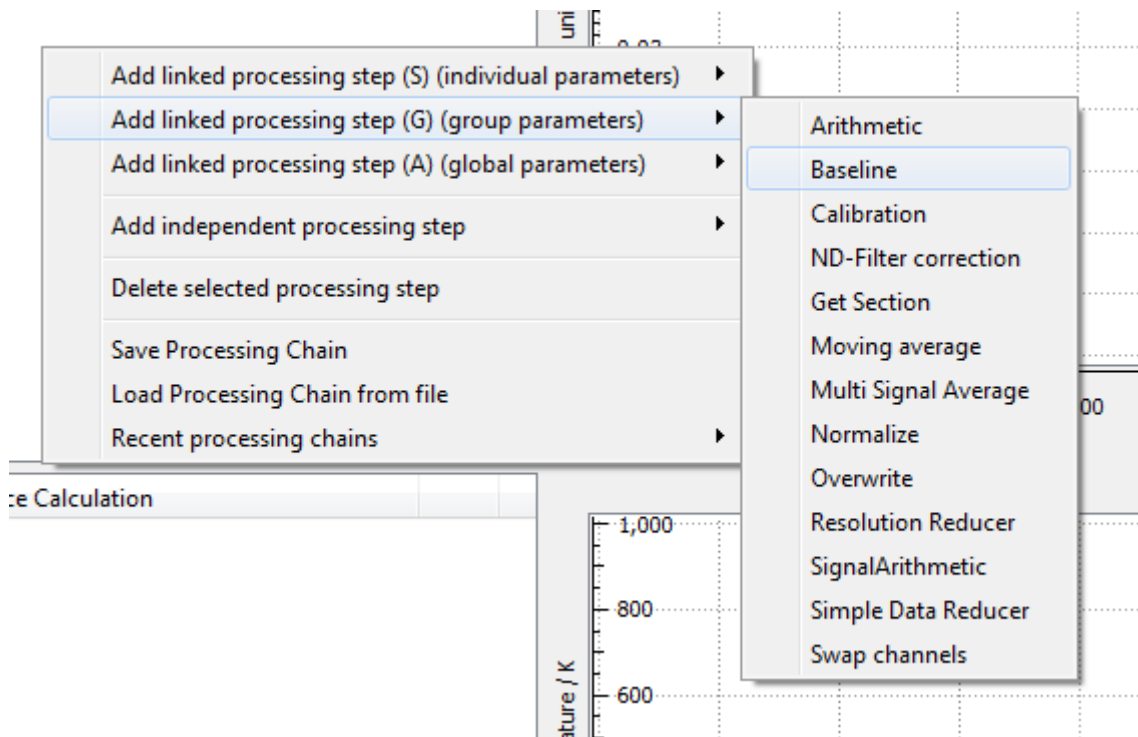 uni
Add linked processing step (S) (individual parameters)
Add linked processing step (G) (group parameters)
Add linked processing step (A) (global parameters)
Add independent processing step
Delete selected processing step
Save Processing Chain
Load Processing Chain from file
Recent processing chains
Arithmetic
Baseline
Calibration
ND-Filter correction
Get Section
Moving average
Multi Signal Average
Normalize
Overwrite
Resolution Reducer
SignalArithmetic
Simple Data Reducer
Swap channels
00
ce Calculation
1,000
800
600
ature / K